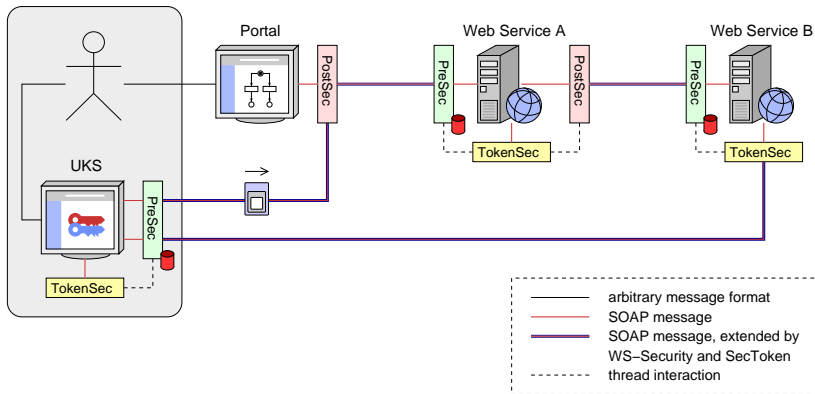 Portal
Web Service A
Web Service B
PostSec
PreSec
PostSec
PreSec
TokenSec
TokenSec
UKS
PreSec
TokenSec
arbitrary message format
SOAP message
SOAP message, extended by
WS−Security and SecToken
thread interaction